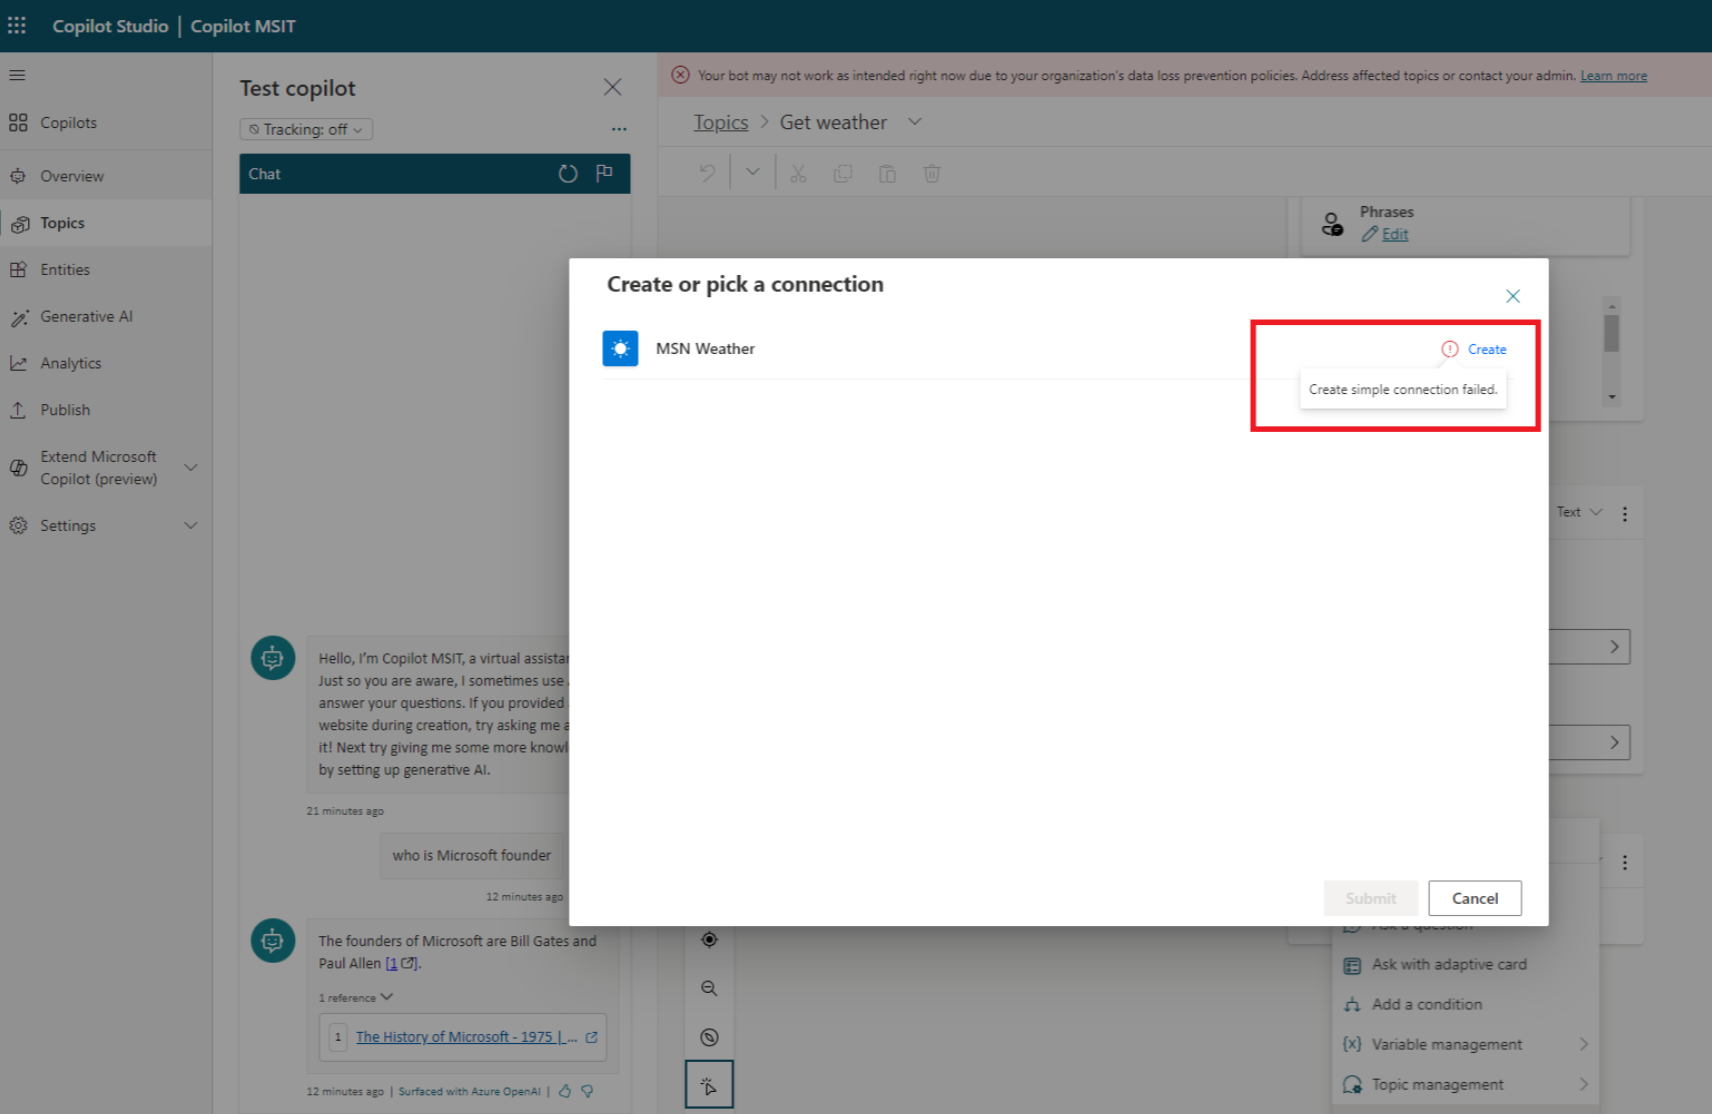 Copilot Studio | Copilot MSIT
Copilots
Overview
Topics
Entities
Generative AI
Analytics
Publish
Extend Microsoft
Copilot (preview)
Settings
Test copilot
Tracking: off
Chat
Hello, I'm Copilot MSIT, a virtual
Just so you are aware, I sometimes use
answer your questions. If you provided
website during creation, try asking me
it! Next try giving me some more
by setting up generative AI.
21 minutes ago
who is Microsoft founder
12 minutes ago
The founders of Microsoft are Bill Gates and
Paul Allen [1].
1 reference
1 The History of Microsoft - 1975 | ...
12 minutes ago | Surfaced with Azure OpenAI |
Your bot may not work as intended right now due to your organization's data loss prevention policies. Address affected topics or contact your admin. Learn more
Topics > Get weather
Phrases
Edit
Create or pick a connection
MSN Weather
Create
Create simple connection failed.
Submit
Cancel
Text
Ask a question
Ask with adaptive card
Add a condition
{x} Variable management
Topic management